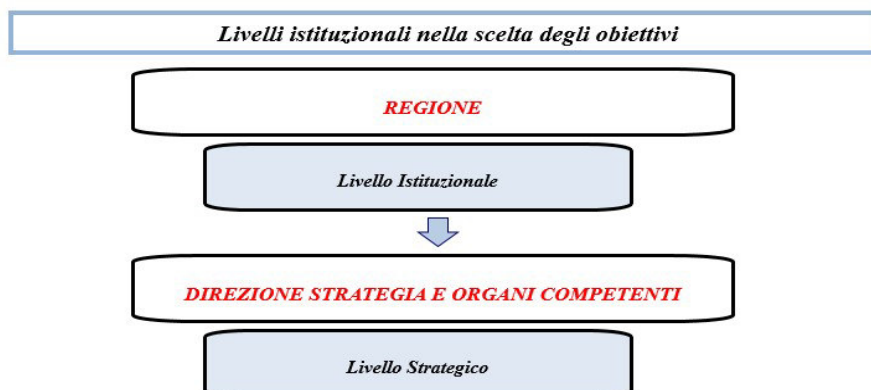 Livelli istituzionali nella scelta degli obiettivi
REGIONE
Livello Istituzionale
DIREZIONE STRATEGIA E ORGANI COMPETENTI
Livello Strategico